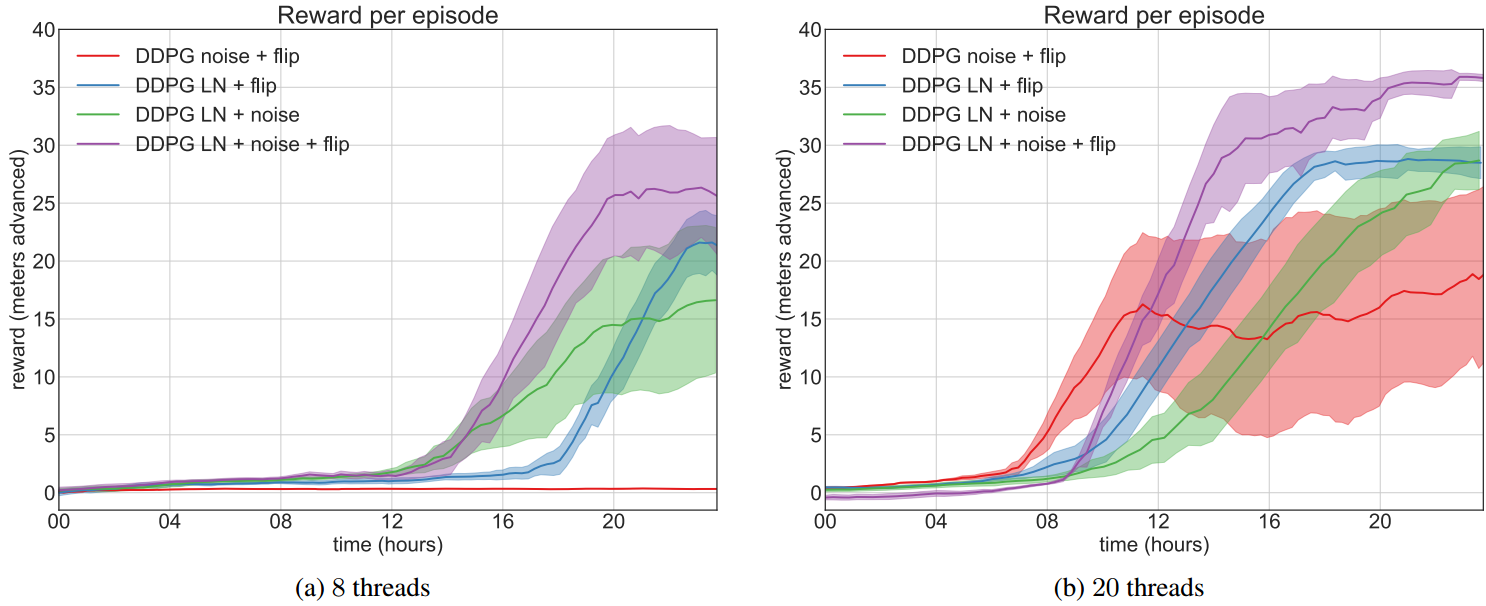 Reward per episode
40
35
30
25
20
15
10
5
0
reward (meters advanced)
DDPG noise + flip
DDPG LN + flip
DDPG LN + noise
DDPG LN + noise + flip
00 04 08 12 16 20
time (hours)
(a) 8 threads
Reward per episode
40
35
30
25
20
15
10
5
0
reward (meters advanced)
DDPG noise + flip
DDPG LN + flip
DDPG LN + noise
DDPG LN + noise + flip
00 04 08 12 16 20
time (hours)
(b) 20 threads